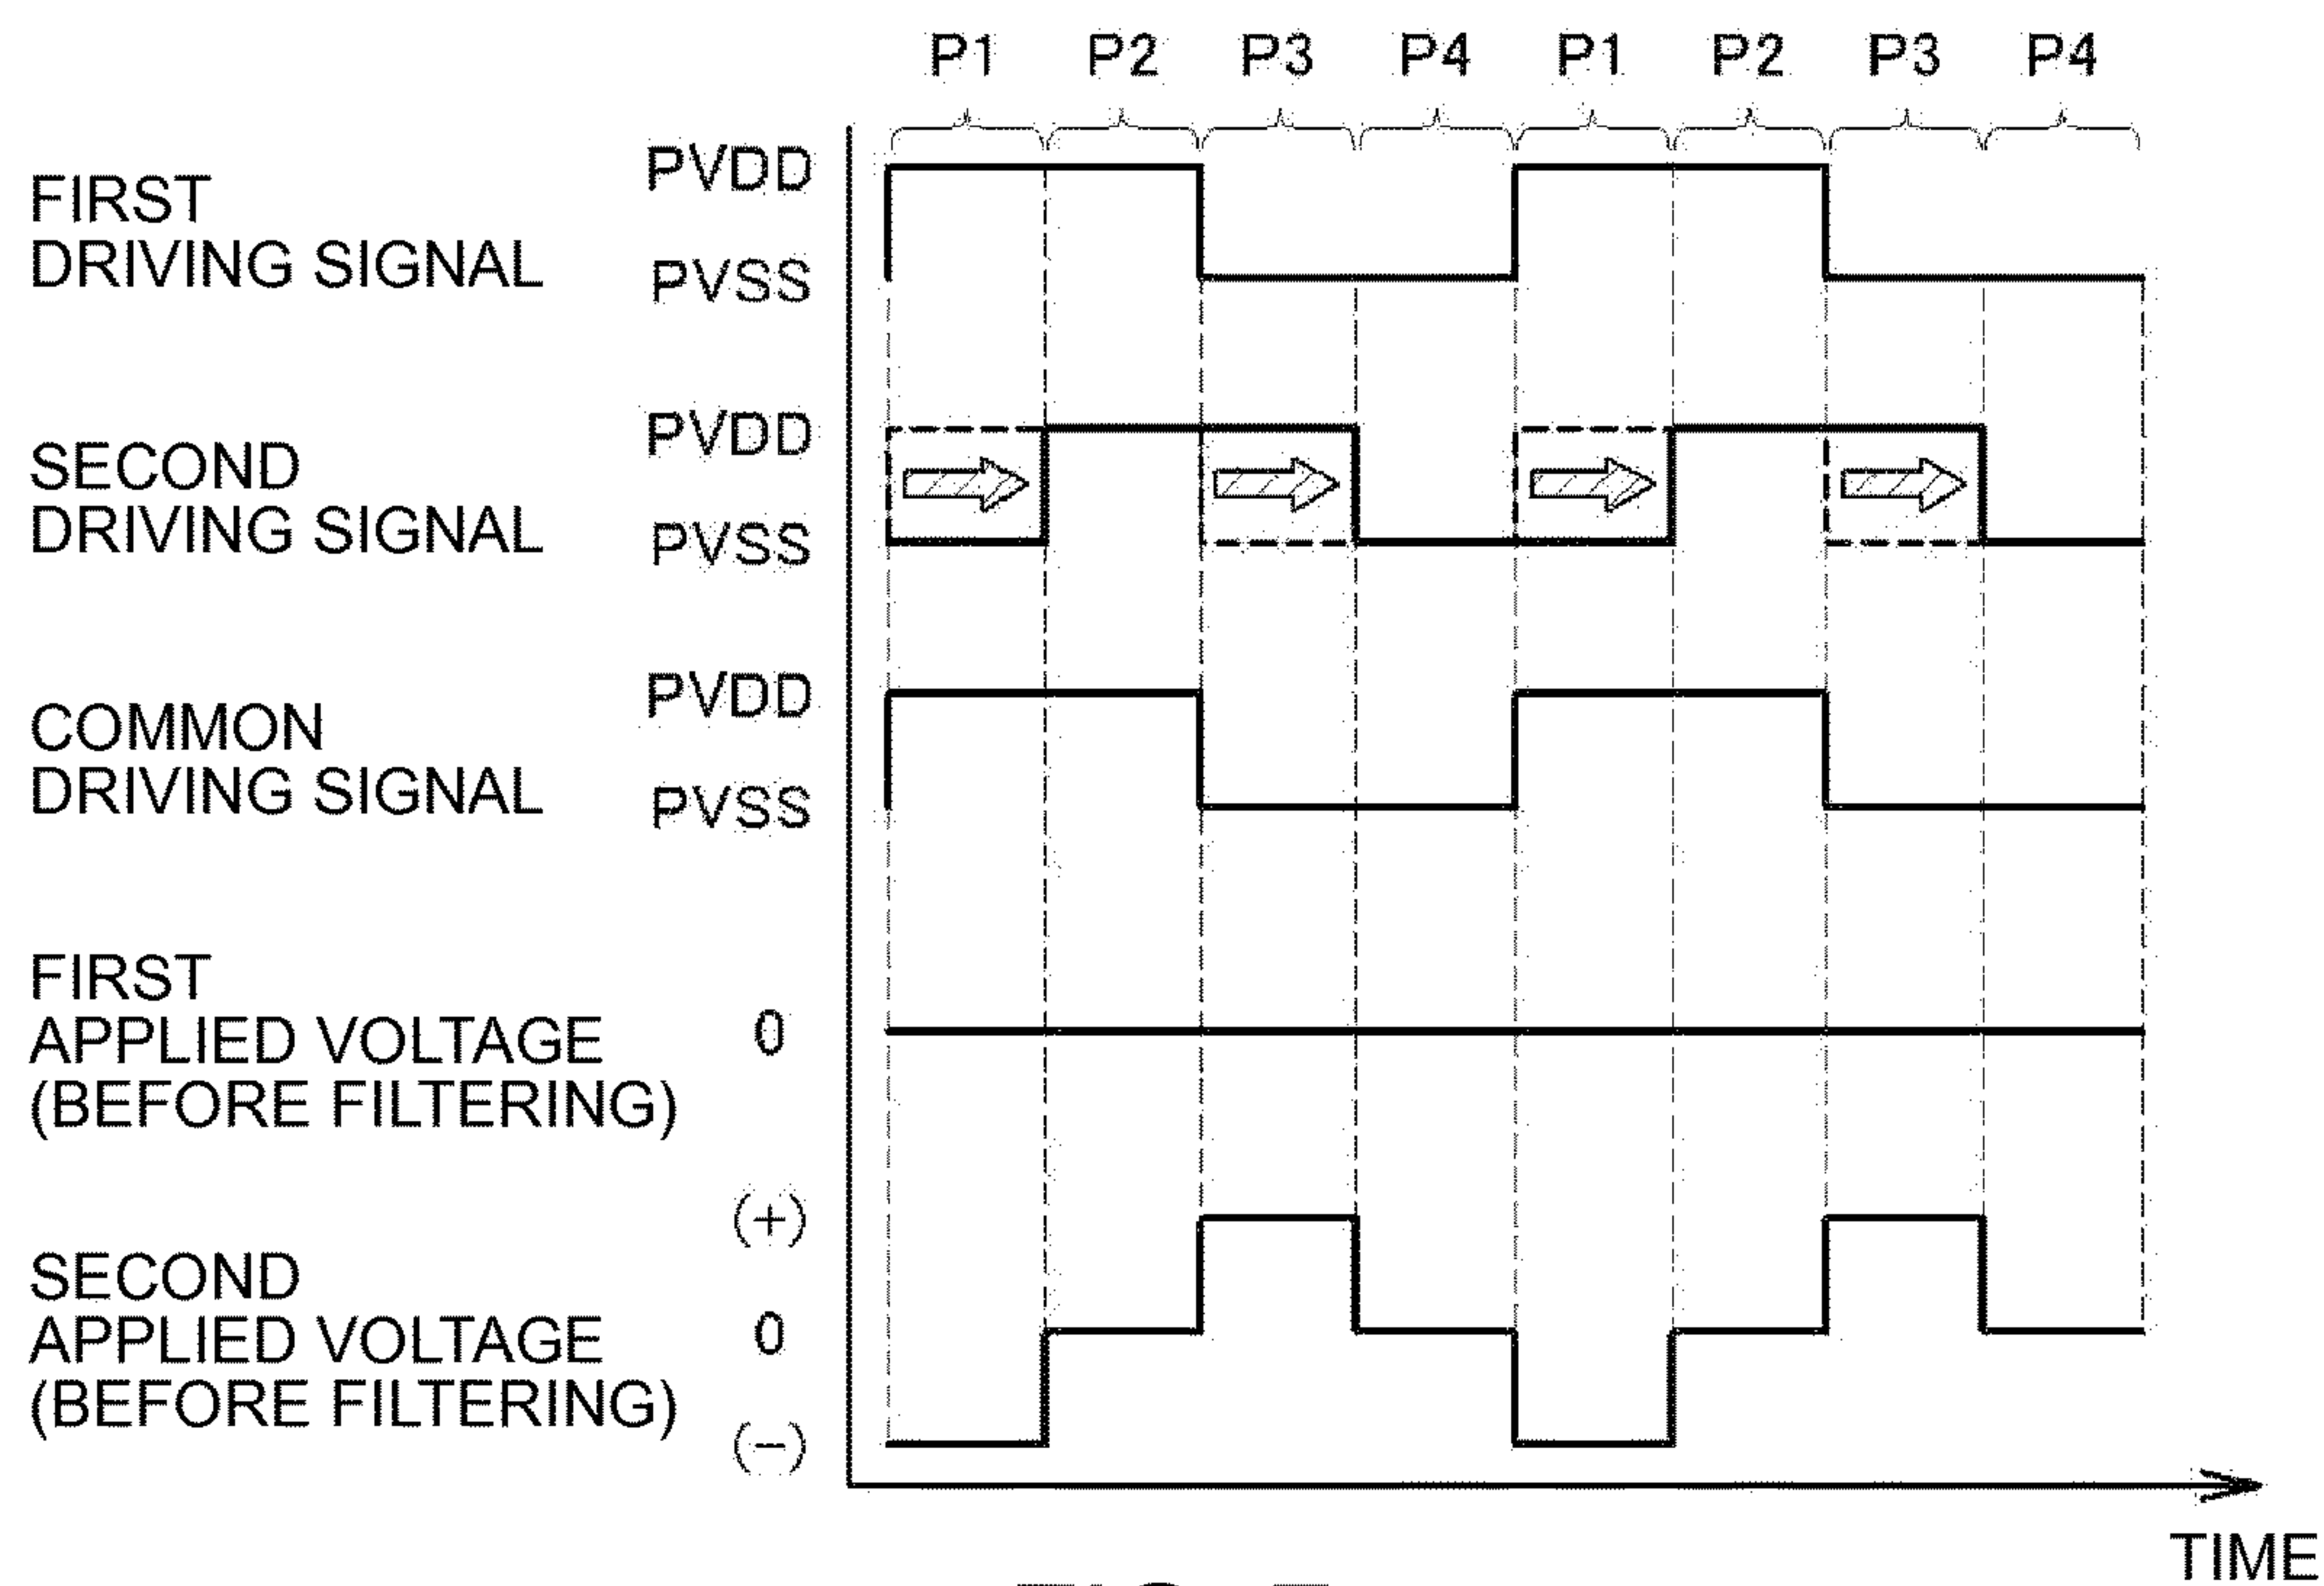 P1 P2 P3 P4 P1 P2 P3 P4
FIRST
DRIVING SIGNAL
PVDD
PVSS
SECOND
DRIVING SIGNAL
PVDD
PVSS
COMMON
DRIVING SIGNAL
PVDD
PVSS
FIRST
APPLIED VOLTAGE
(BEFORE FILTERING)
0
SECOND
APPLIED VOLTAGE
(BEFORE FILTERING)
(+)
0
(−)
TIME